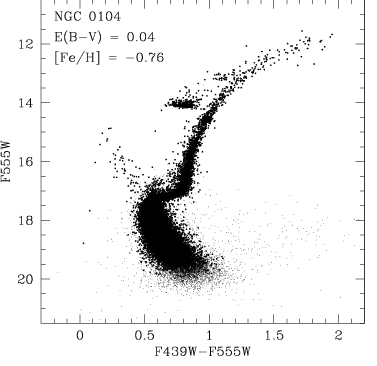 NGC 0104
E(B-V) = 0.04
[Fe/H] = -0.76
12
14
16
18
20
F555W
0
0.5
1
1.5
2
F439W-F555W